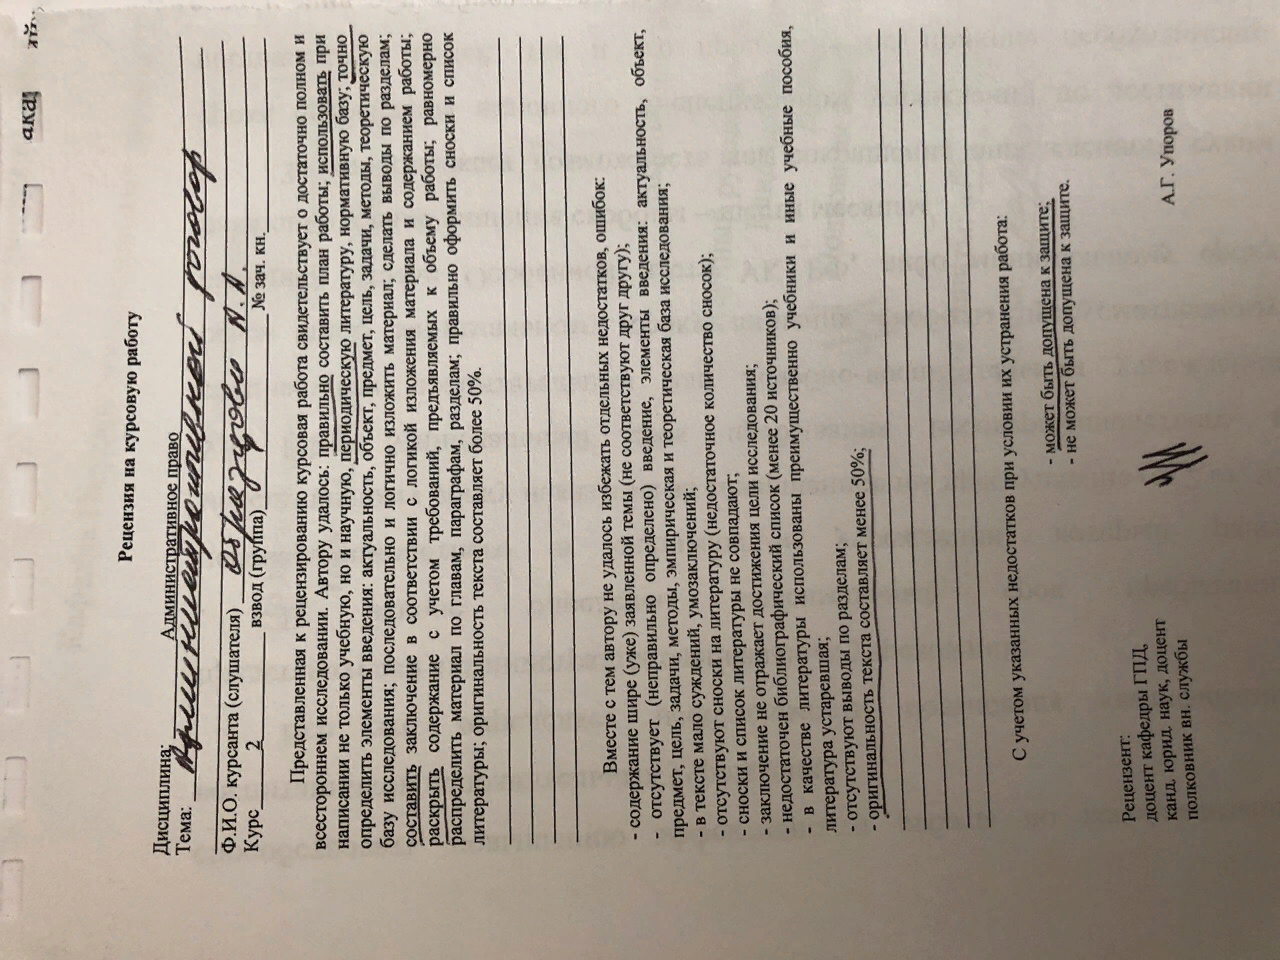 Рецензия на курсовую работу
Дисциплина: Административное право
Тема: Административный договор
Ф.И.О. курсанта (слушателя)
Курс 2 взвод (группа) № зач. кн.
Представленная к рецензированию курсовая работа свидетельствует о достаточно полном и
всестороннем исследовании. Автору удалось: правильно составить план работы; использовать при
написании не только учебную, но и научную, периодическую литературу, нормативную базу; точно
определить элементы введения: актуальность, объект, предмет, цель, задачи, методы, теоретическую
базу исследования; последовательно и логично изложить материал; сделать выводы по разделам;
составить заключение в соответствии с логикой изложения материала и содержанием работы;
раскрыть содержание с учетом требований, предъявляемых к объему работы; равномерно
распределить материал по главам, параграфам, разделам; правильно оформить сноски и список
литературы; оригинальность текста составляет более 50%.
Вместе с тем автору не удалось избежать отдельных недостатков, ошибок:
- содержание шире (уже) заявленной темы (не соответствуют друг другу);
- отсутствует (неправильно определено) введение, элементы введения: актуальность, объект,
предмет, цель, задачи, методы, эмпирическая и теоретическая база исследования;
- в тексте мало суждений, умозаключений;
- отсутствуют сноски на литературу (недостаточное количество сносок);
- сноски и список литературы не совпадают;
- заключение не отражает достижения цели исследования;
- недостаточен библиографический список (менее 20 источников);
- в качестве литературы использованы преимущественно учебники и иные учебные пособия,
литература устаревшая;
- отсутствуют выводы по разделам;
- оригинальность текста составляет менее 50%;
С учетом указанных недостатков при условии их устранения работа:
- может быть допущена к защите;
- не может быть допущена к защите.
Рецензент:
доцент кафедры ГПД,
канд. юрид. наук, доцент
полковник вн. службы А.Г. Упоров